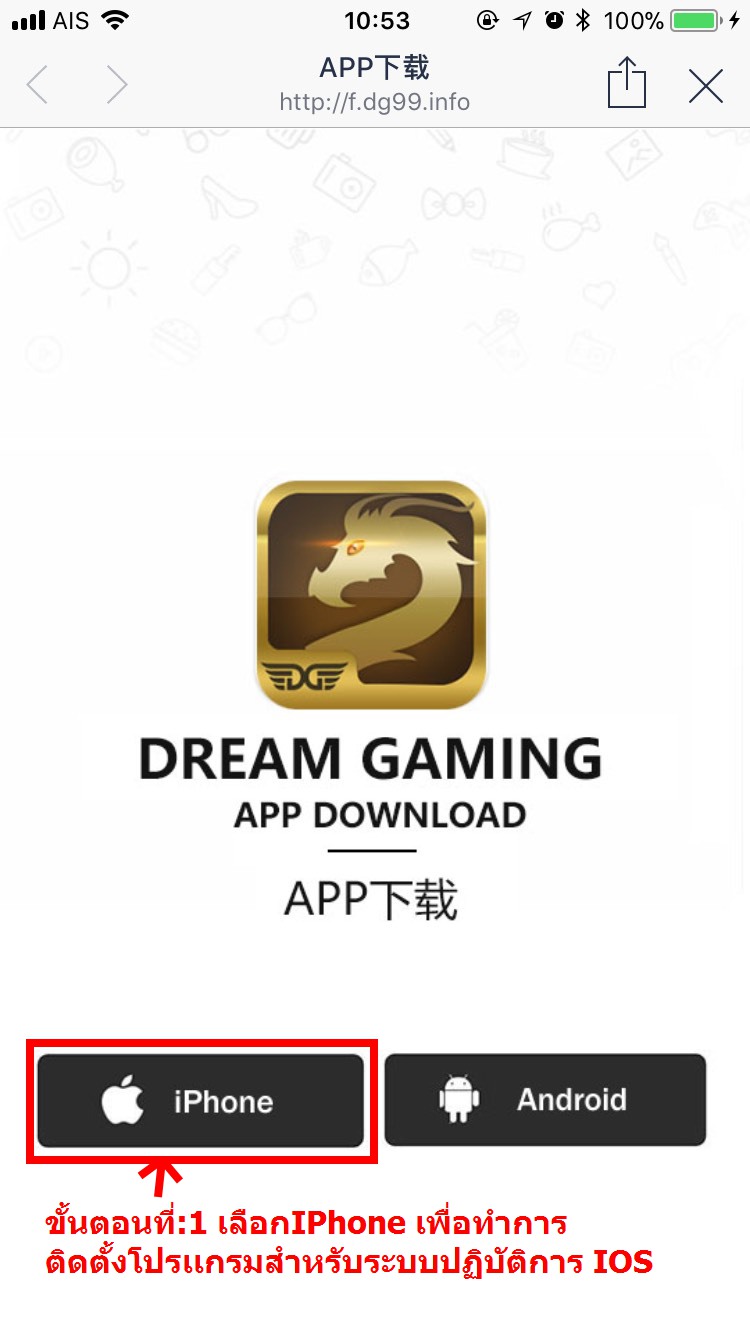 AIS 10:53 100%
APP下载
http://f.dg99.info
DG
DREAM GAMING
APP DOWNLOAD
APP下载
iPhone
Android
ขั้นตอนที่:1 เลือกIPhone เพื่อทำการ
ติดตั้งโปรแกรมสำหรับระบบปฏิบัติการ IOS